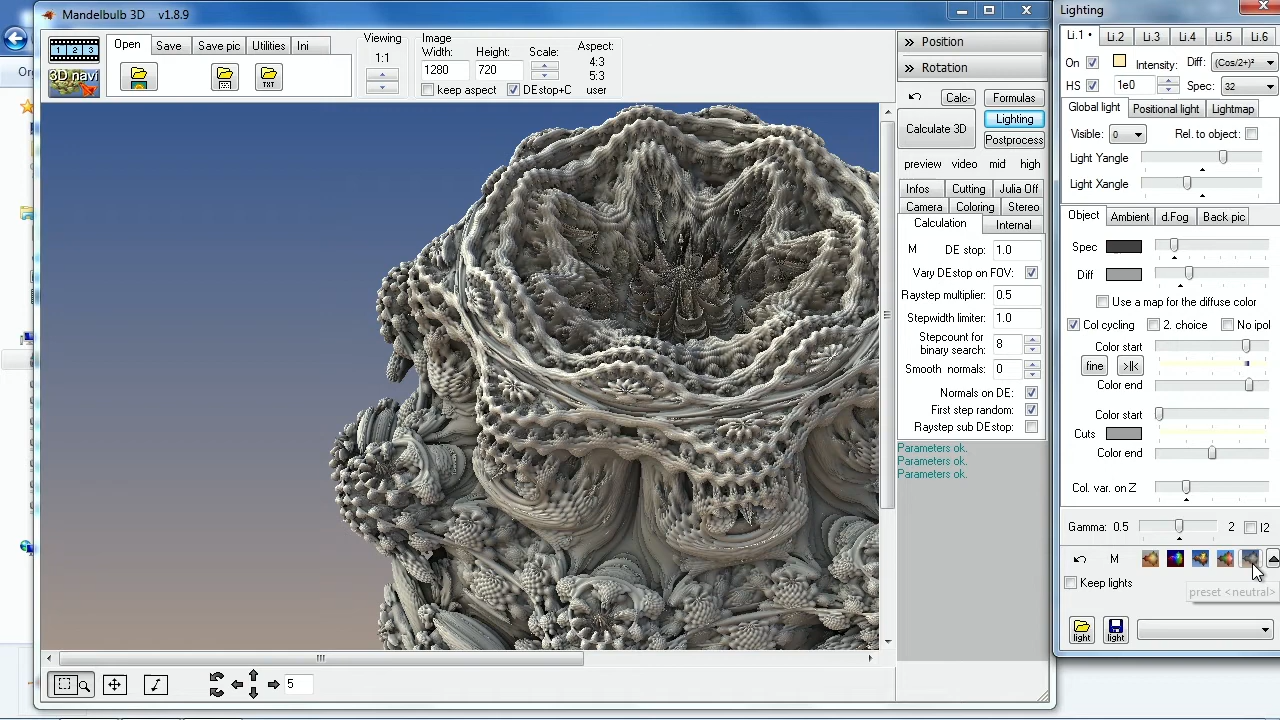 Mandelbulb 3D v1.8.9
Open Save Save pic Utilities Ini
1 2 3
3D navi
TXT
Viewing
1:1
Image
Width: Height: Scale:
1280 720
keep aspect DEstop+C
Aspect:
4:3
5:3
user
Position
Rotation
Calc-
Formulas
Calculate 3D
Lighting
Postprocess
preview video mid high
Infos Cutting Julia Off
Camera Coloring Stereo
Calculation Internal
M DE stop: 1.0
Vary DEstop on FOV:
Raystep multiplier: 0.5
Stepwidth limiter: 1.0
Stepcount for
binary search: 8
Smooth normals: 0
Normals on DE:
First step random:
Raystep sub DEstop:
Parameters ok.
Parameters ok.
Parameters ok.
5
Lighting
Li.1 * Li.2 Li.3 Li.4 Li.5 Li.6
On Intensity: Diff: (Cos/2+)²
HS 1e0 Spec: 32
Global light Positional light Lightmap
Visible: 0 Rel. to object:
Light Yangle
Light Xangle
Object Ambient d.Fog Back pic
Spec
Diff
Use a map for the diffuse color
Col cycling 2. choice No ipol
Color start
fine >lk
Color end
Color start
Cuts
Color end
Col. var. on Z
Gamma: 0.5 2 I2
M
Keep lights
preset <neutral>
light light